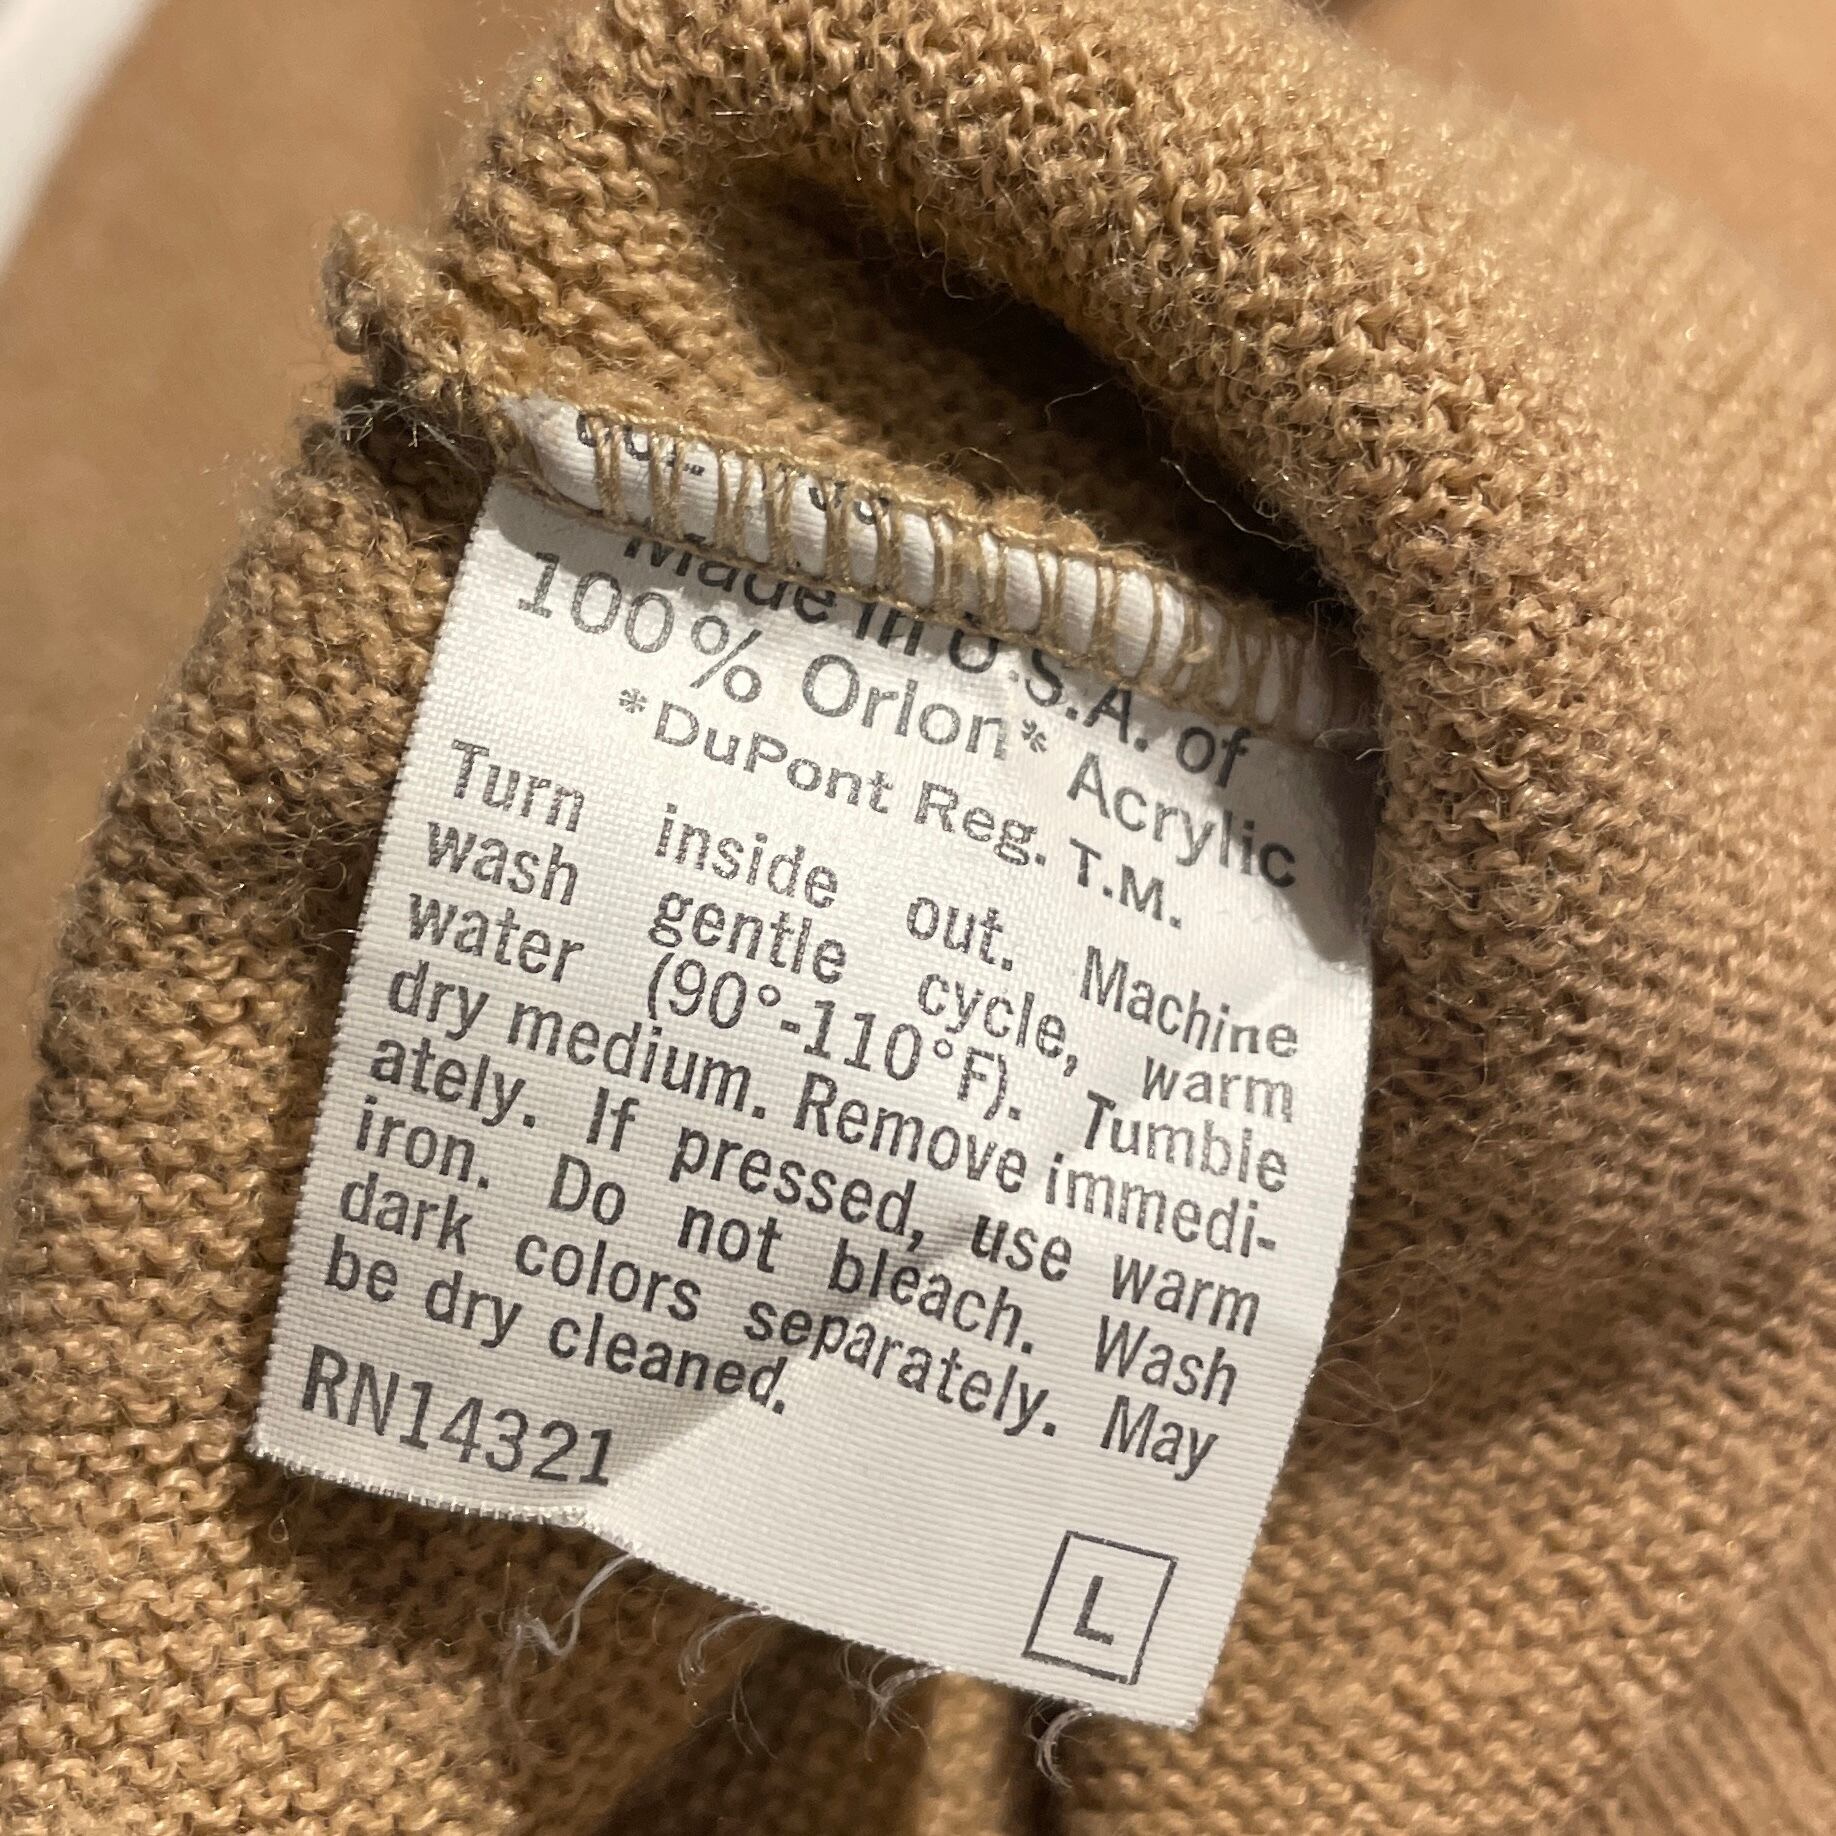 Made in U.S.A. of
100% Orlon* Acrylic
*DuPont Reg. T.M.
Turn inside out. Machine
wash gentle cycle, warm
water (90°-110°F). Tumble
dry medium. Remove immedi-
ately. If pressed, use warm
iron. Do not bleach. Wash
dark colors separately. May
be dry cleaned.
RN14321
L